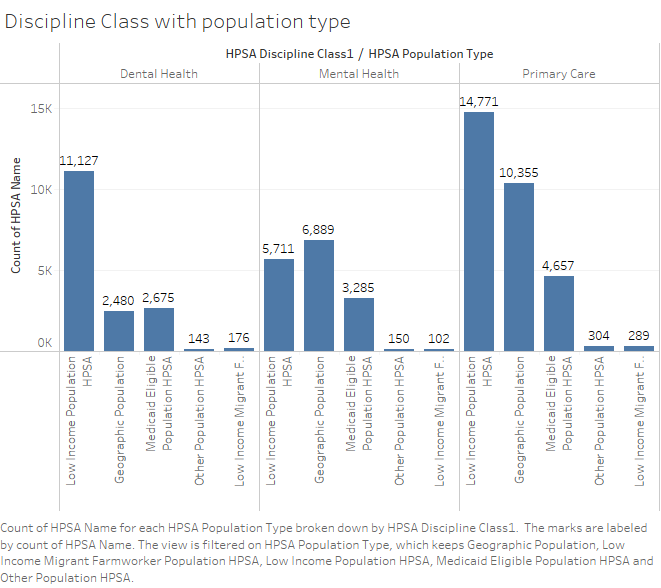 Discipline Class with population type
HPSA Discipline Class1 / HPSA Population Type
Dental Health
Mental Health
Primary Care
Count of HPSA Name
15K
10K
5K
0K
11,127
2,480
2,675
143
176
5,711
6,889
3,285
150
102
14,771
10,355
4,657
304
289
Low Income Population
HPSA
Geographic Population
Medicaid Eligible
Population HPSA
Other Population HPSA
Low Income Migrant F..
Low Income Population
HPSA
Geographic Population
Medicaid Eligible
Population HPSA
Other Population HPSA
Low Income Migrant F..
Low Income Population
HPSA
Geographic Population
Medicaid Eligible
Population HPSA
Other Population HPSA
Low Income Migrant F..
Count of HPSA Name for each HPSA Population Type broken down by HPSA Discipline Class1. The marks are labeled
by count of HPSA Name. The view is filtered on HPSA Population Type, which keeps Geographic Population, Low
Income Migrant Farmworker Population HPSA, Low Income Population HPSA, Medicaid Eligible Population HPSA and
Other Population HPSA.